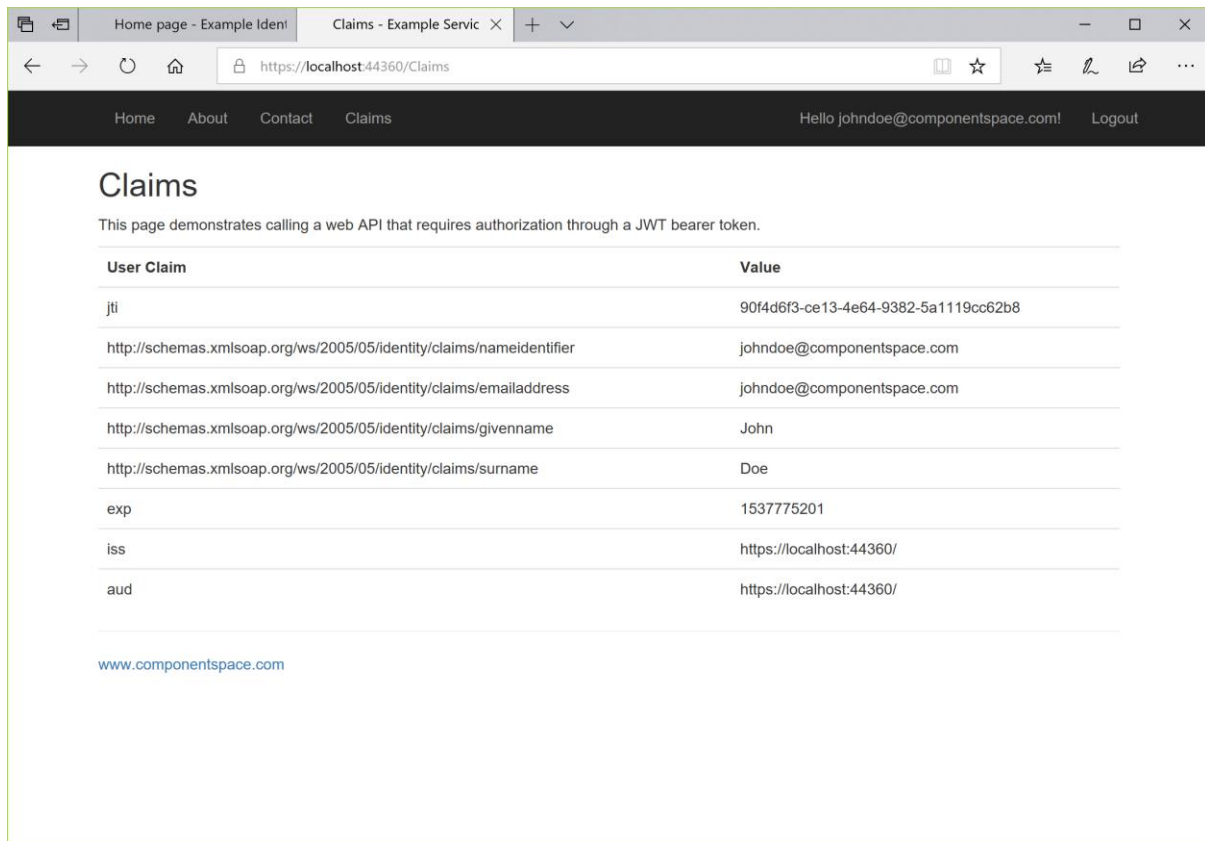 Home page - Example Ident
Claims - Example Servic
https://localhost:44360/Claims
Home About Contact Claims Hello johndoe@componentspace.com! Logout
Claims
This page demonstrates calling a web API that requires authorization through a JWT bearer token.
User Claim Value
jti 90f4d6f3-ce13-4e64-9382-5a1119cc62b8
http://schemas.xmlsoap.org/ws/2005/05/identity/claims/nameidentifier johndoe@componentspace.com
http://schemas.xmlsoap.org/ws/2005/05/identity/claims/emailaddress johndoe@componentspace.com
http://schemas.xmlsoap.org/ws/2005/05/identity/claims/givenname John
http://schemas.xmlsoap.org/ws/2005/05/identity/claims/surname Doe
exp 1537775201
iss https://localhost:44360/
aud https://localhost:44360/
www.componentspace.com